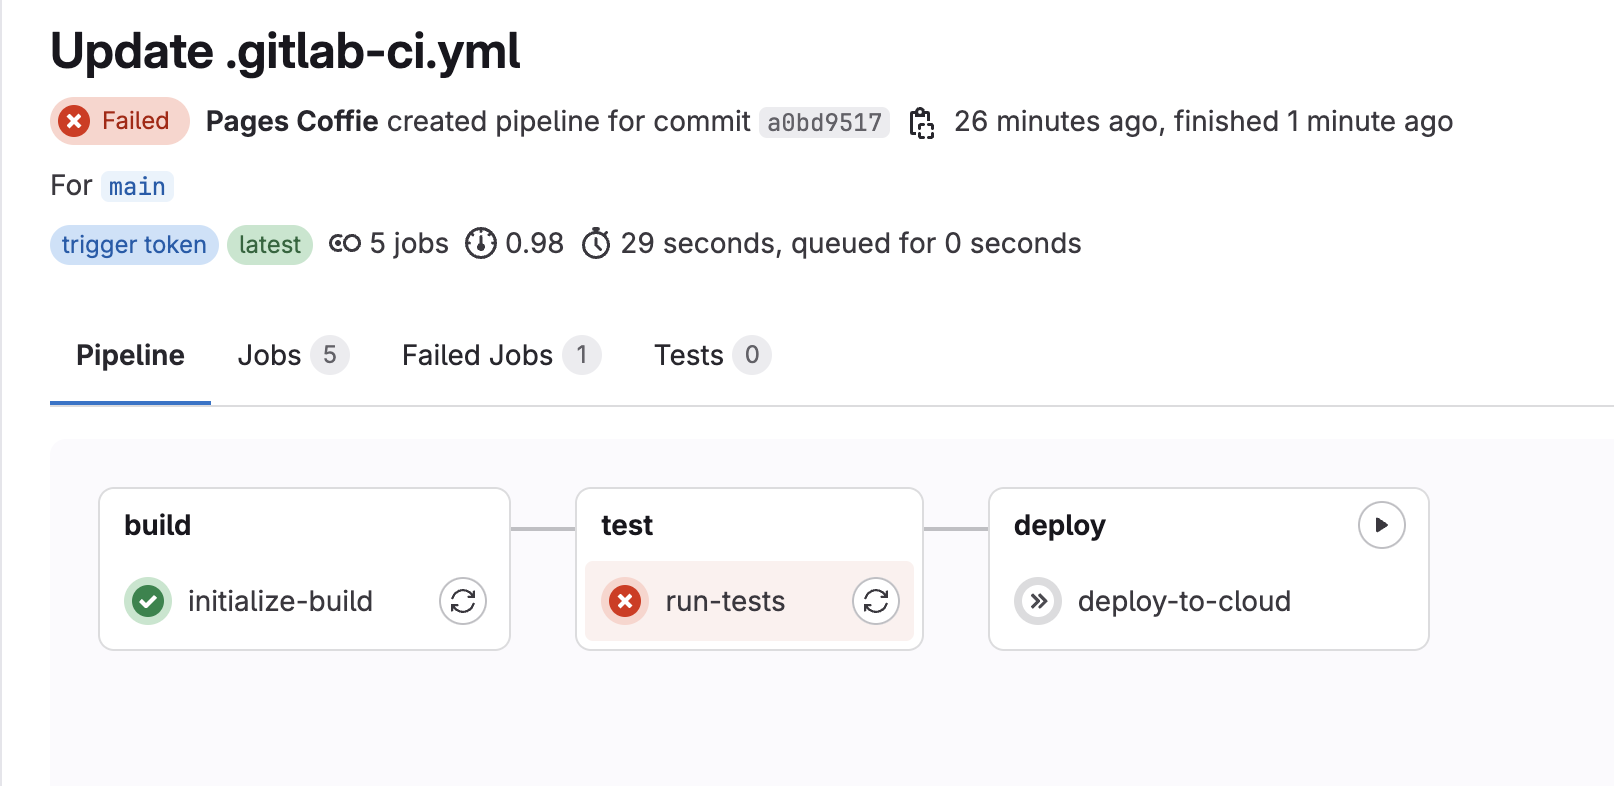 Update .gitlab-ci.yml
Failed Pages Coffie created pipeline for commit a0bd9517 26 minutes ago, finished 1 minute ago
For main
trigger token latest 5 jobs 0.98 29 seconds, queued for 0 seconds
Pipeline Jobs 5 Failed Jobs 1 Tests 0
build test deploy
initialize-build run-tests deploy-to-cloud